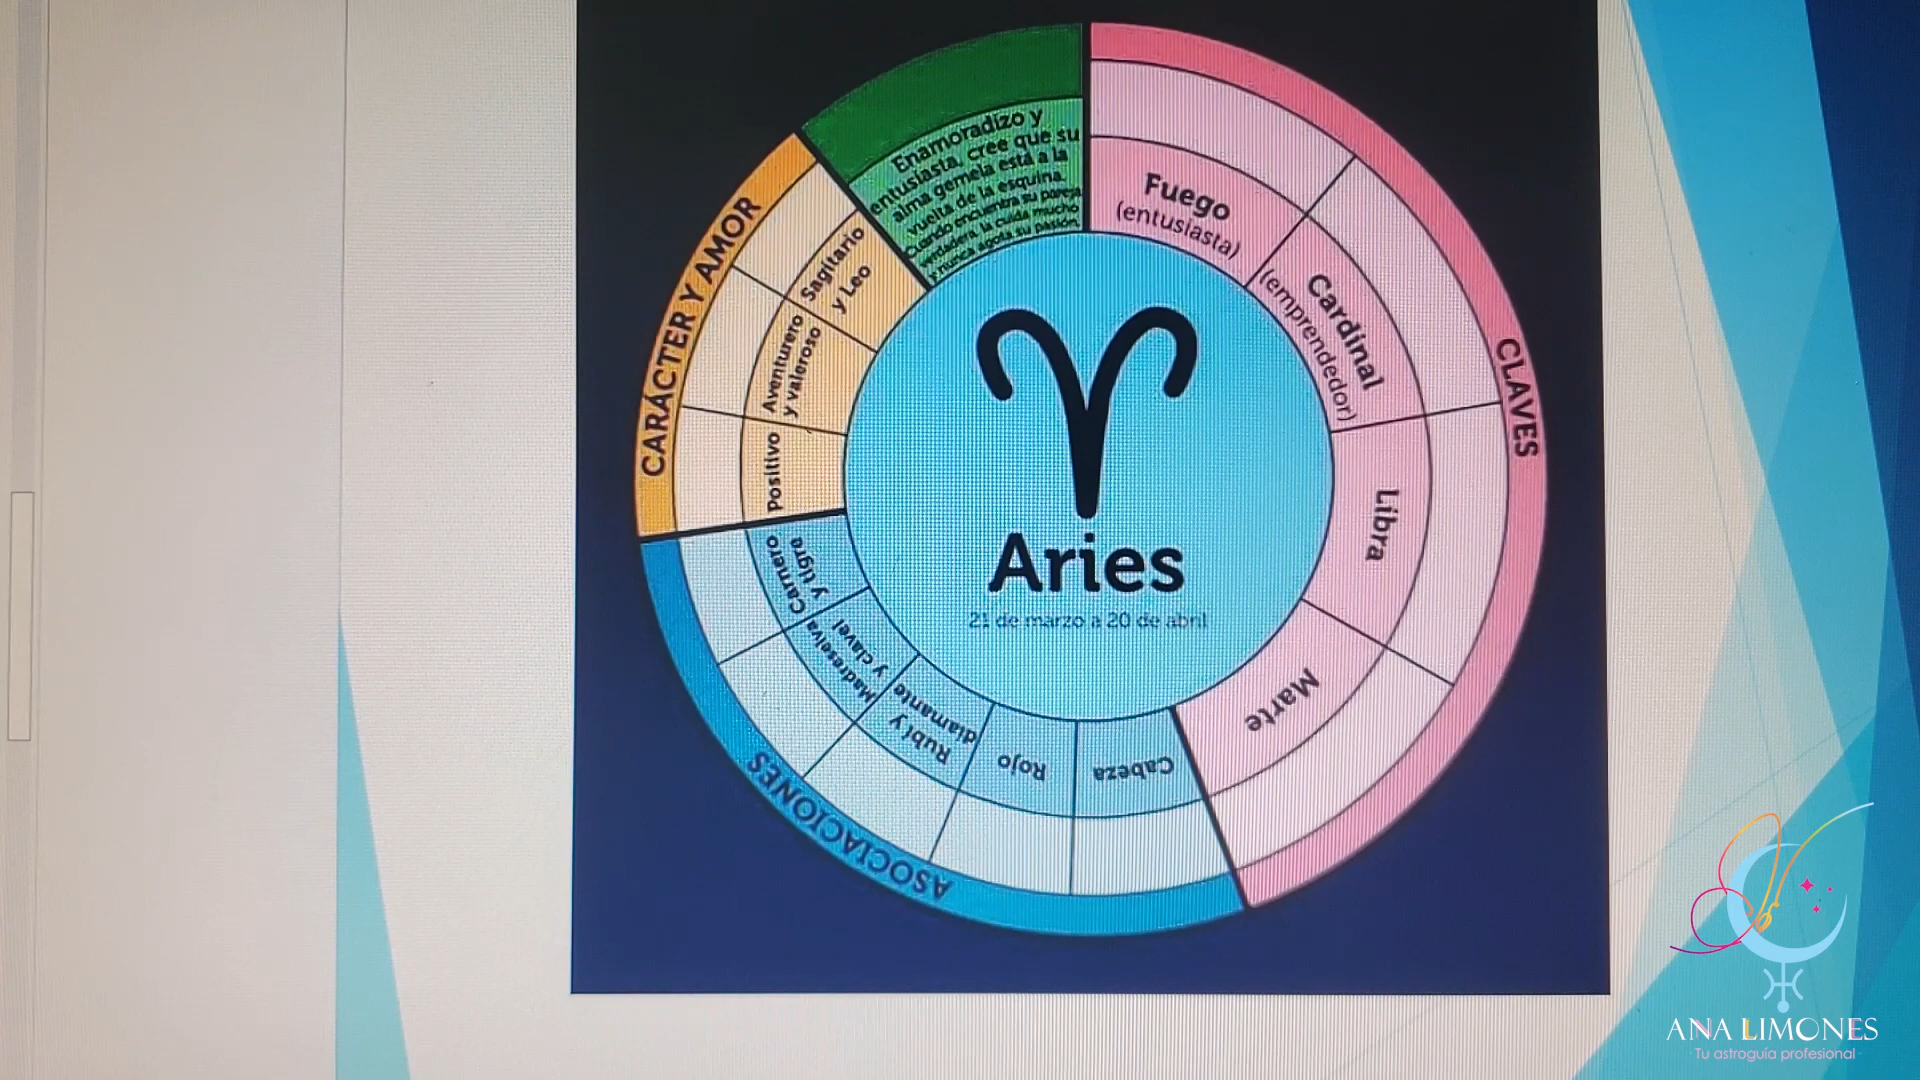 Enamoradizo y
entusiasta, cree que su
alma gemela está a la
vuelta de la esquina.
Cuando encuentra su pareja
verdadera, la cuida mucho
y nunca agota su pasión.
Fuego
(entusiasta)
Cardinal
(emprendedor)
CLAVES
Libra
Marte
Cabeza
Rojo
Rubí y
diamante
Madreselva
y clavel
Carnero
y tigre
ASOCIACIONES
Positivo
Aventurero
y valeroso
Sagitario
y Leo
CARÁCTER Y AMOR
Aries
21 de marzo a 20 de abril
ANA LIMONES
Tu astroguía profesional